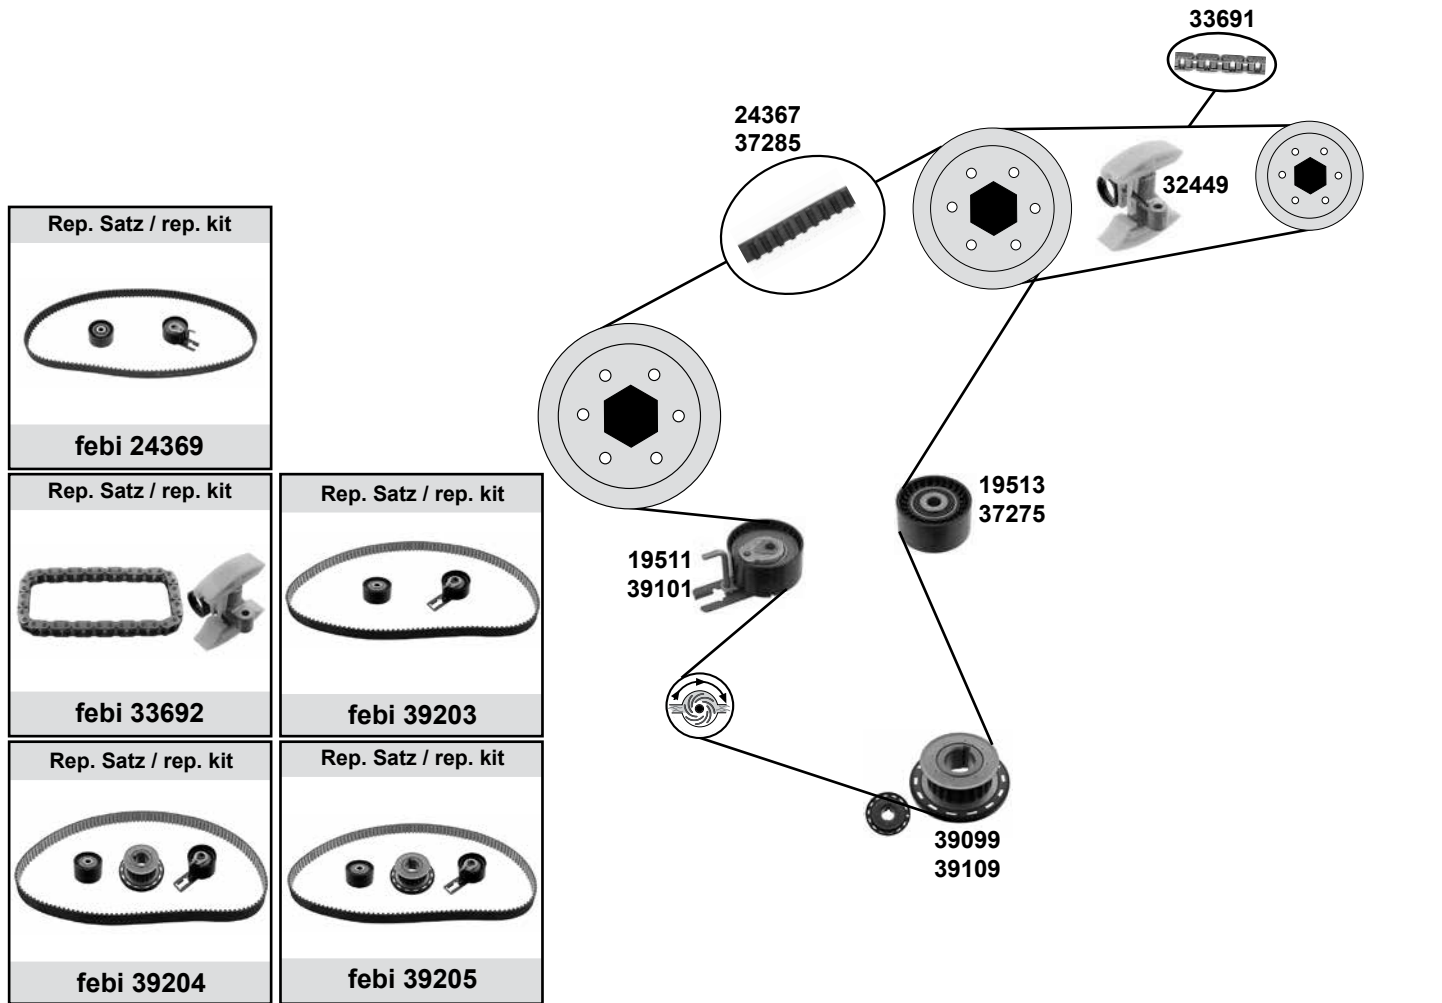 33691
24367
37285
32449
Rep. Satz / rep. kit
febi 24369
Rep. Satz / rep. kit
febi 33692
Rep. Satz / rep. kit
febi 39203
19513
37275
19511
39101
Rep. Satz / rep. kit
febi 39204
Rep. Satz / rep. kit
febi 39205
39099
39109